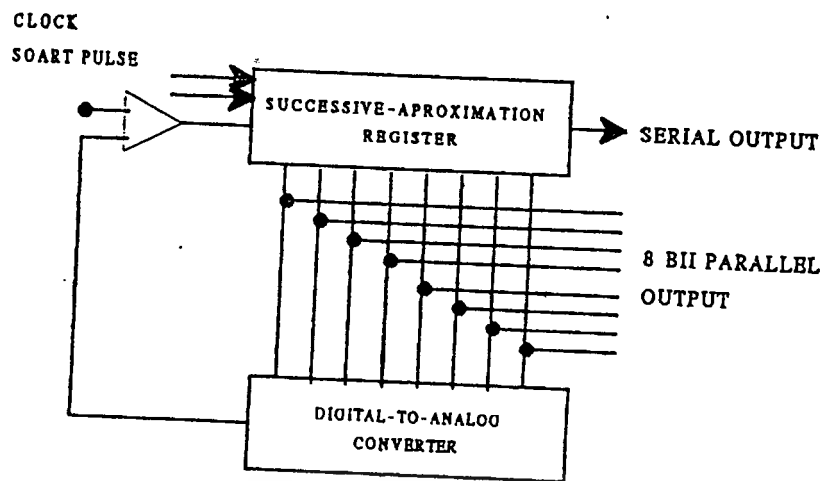 CLOCK
SOART PULSE
SUCCESSIVE-APROXIMATION
REGISTER
SERIAL OUTPUT
8 BII PARALLEL
OUTPUT
DIGITAL-TO-ANALOG
CONVERTER